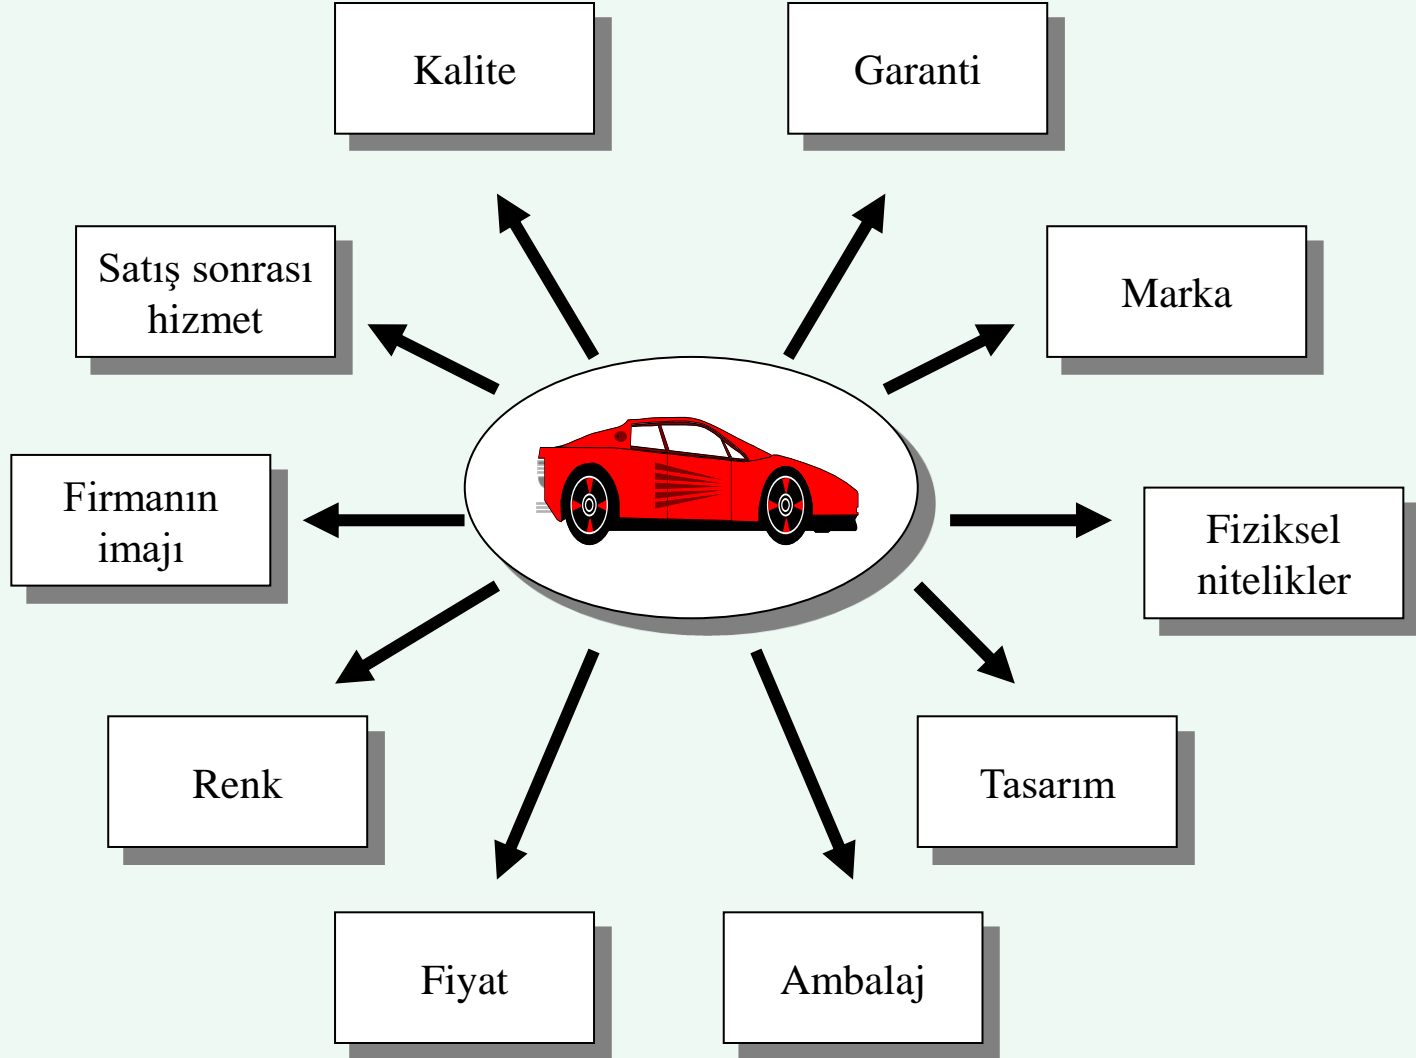 Kalite
Garanti
Satış sonrası
hizmet
Marka
Firmanın
imajı
Fiziksel
nitelikler
Renk
Tasarım
Fiyat
Ambalaj